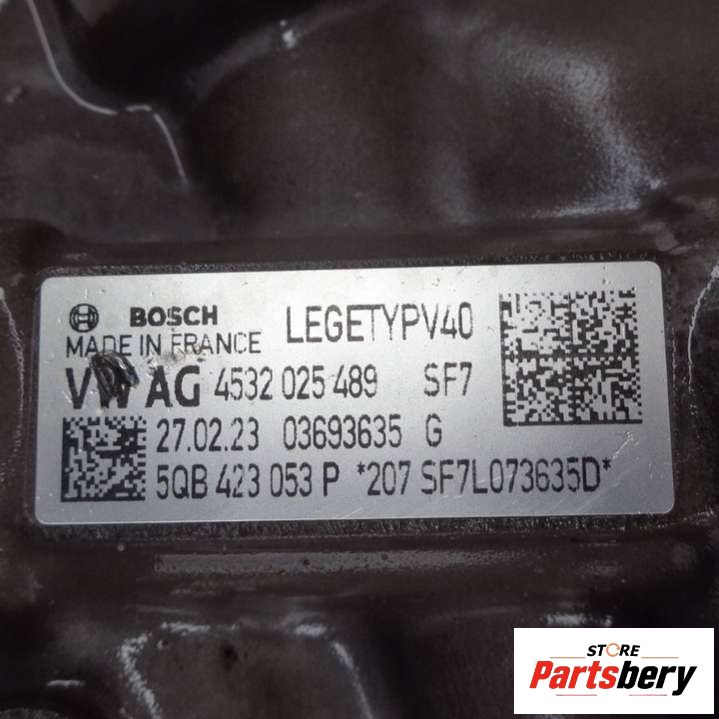 BOSCH LEGETYPV40
MADE IN FRANCE
VW AG 4532 025 489 SF7
27.02.23 03693635 G
5QB 423 053 P *207 SF7L073635D*
STORE
Partsbery